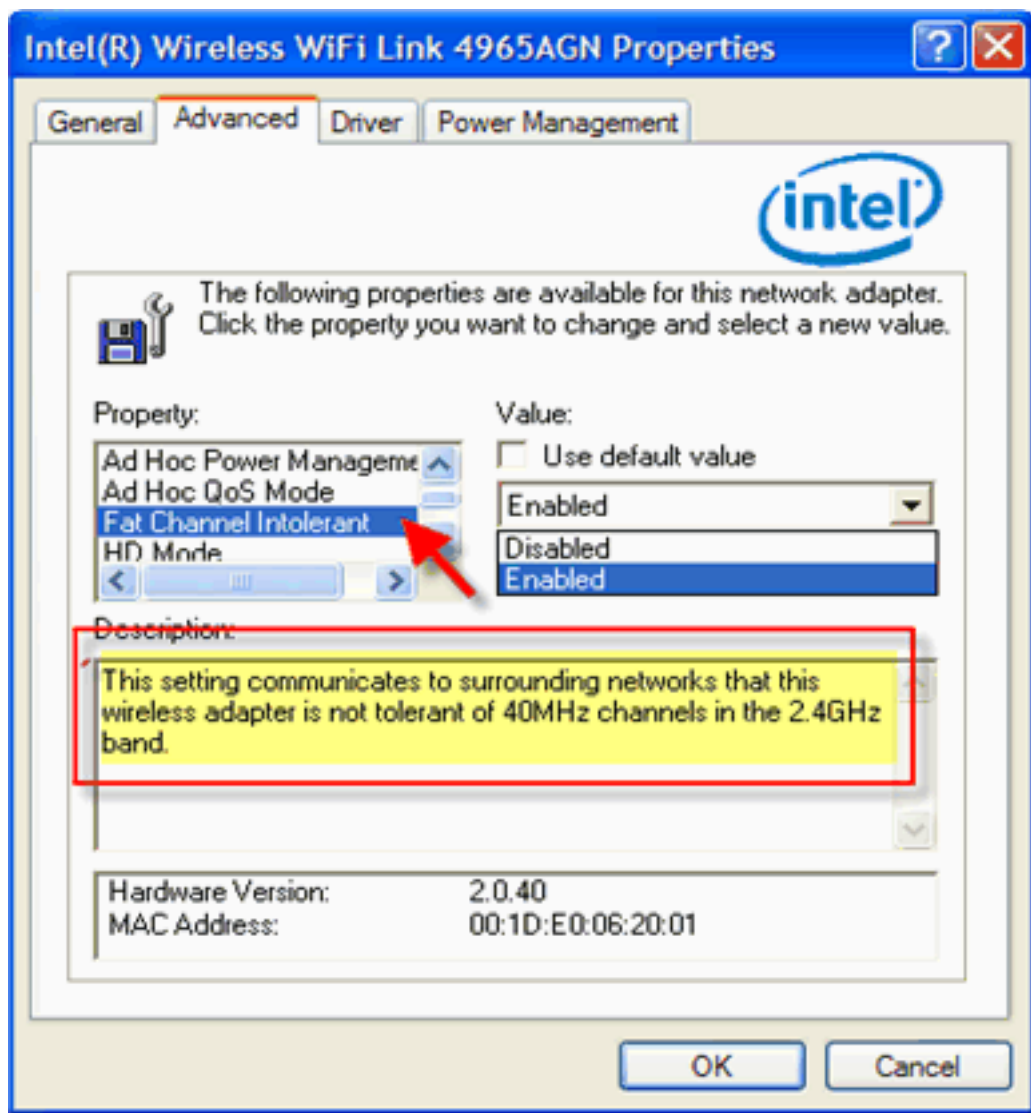 Intel(R) Wireless WiFi Link 4965AGN Properties
General Advanced Driver Power Management
intel
The following properties are available for this network adapter.
Click the property you want to change and select a new value.
Property:
Ad Hoc Power Manageme
Ad Hoc QoS Mode
Fat Channel Intolerant
HD Mode
Value:
Use default value
Enabled
Disabled
Enabled
Description:
This setting communicates to surrounding networks that this
wireless adapter is not tolerant of 40MHz channels in the 2.4GHz
band.
Hardware Version: 2.0.40
MAC Address: 00:1D:E0:06:20:01
OK Cancel